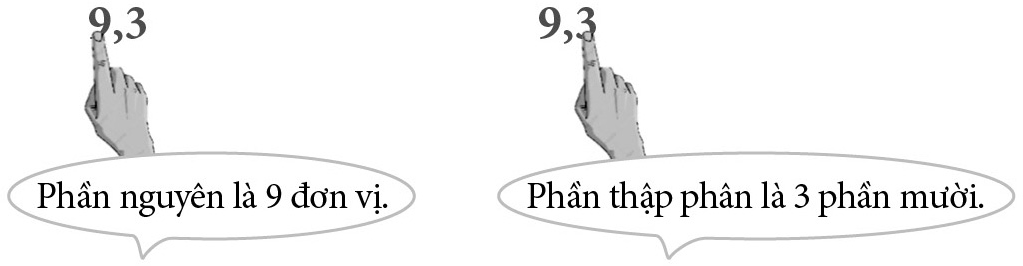 9,3
Phần nguyên là 9 đơn vị.
9,3
Phần thập phân là 3 phần mười.